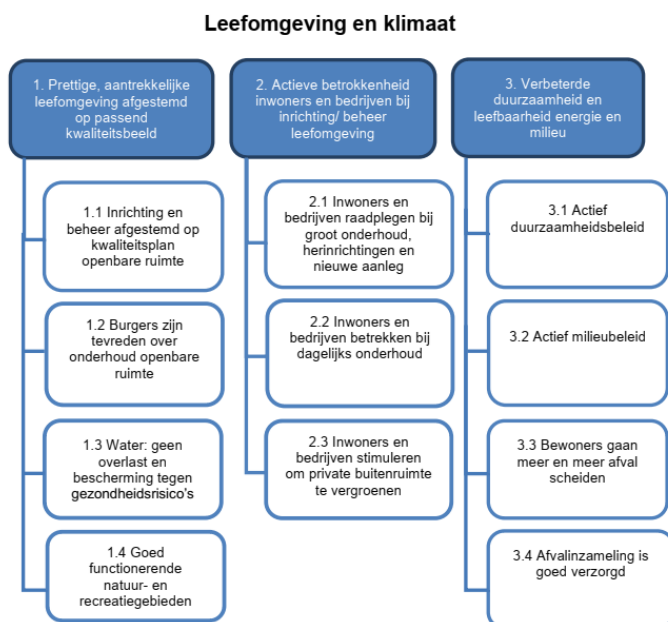 Leefomgeving en klimaat
1. Prettige, aantrekkelijke
leefomgeving afgestemd
op passend
kwaliteitsbeeld
1.1 Inrichting en
beheer afgestemd op
kwaliteitsplan
openbare ruimte
1.2 Burgers zijn
tevreden over
onderhoud openbare
ruimte
1.3 Water: geen
overlast en
bescherming tegen
gezondheidsrisico's
1.4 Goed
functionerende
natuur- en
recreatiegebieden
2. Actieve betrokkenheid
inwoners en bedrijven bij
inrichting/ beheer
leefomgeving
2.1 Inwoners en
bedrijven raadplegen bij
groot onderhoud,
herinrichtingen en
nieuwe aanleg
2.2 Inwoners en
bedrijven betrekken bij
dagelijks onderhoud
2.3 Inwoners en
bedrijven stimuleren
om private buitenruimte
te vergroenen
3. Verbeterde
duurzaamheid en
leefbaarheid energie en
milieu
3.1 Actief
duurzaamheidsbeleid
3.2 Actief milieubeleid
3.3 Bewoners gaan
meer en meer afval
scheiden
3.4 Afvalinzameling is
goed verzorgd